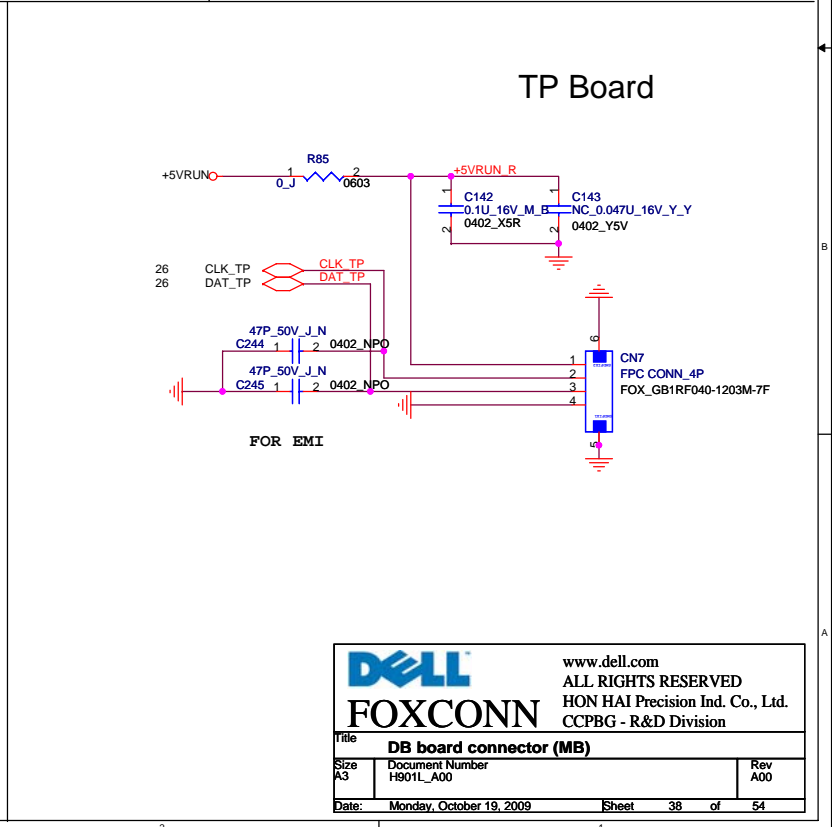 TP Board
R85
+5VRUN
1
2
+5VRUN_R
0_J
0603
1
C142
1
C143
0.1U_16V_M_B
NC_0.047U_16V_Y_Y
2
0402_X5R
2
0402_Y5V
B
26
CLK_TP
CLK_TP
26
DAT_TP
DAT_TP
47P_50V_J_N
C244
1
2
0402_NPO
6
1
CN7
47P_50V_J_N
2
FPC CONN_4P
C245
1
2
0402_NPO
3
FOX_GB1RF040-1203M-7F
4
FOR EMI
5
A
DELL
www.dell.com
ALL RIGHTS RESERVED
FOXCONN
HON HAI Precision Ind. Co., Ltd.
CCPBG - R&D Division
Title
DB board connector (MB)
Size
Document Number
Rev
A3
H901L_A00
A00
Date:
Monday, October 19, 2009
Sheet
38
of
54